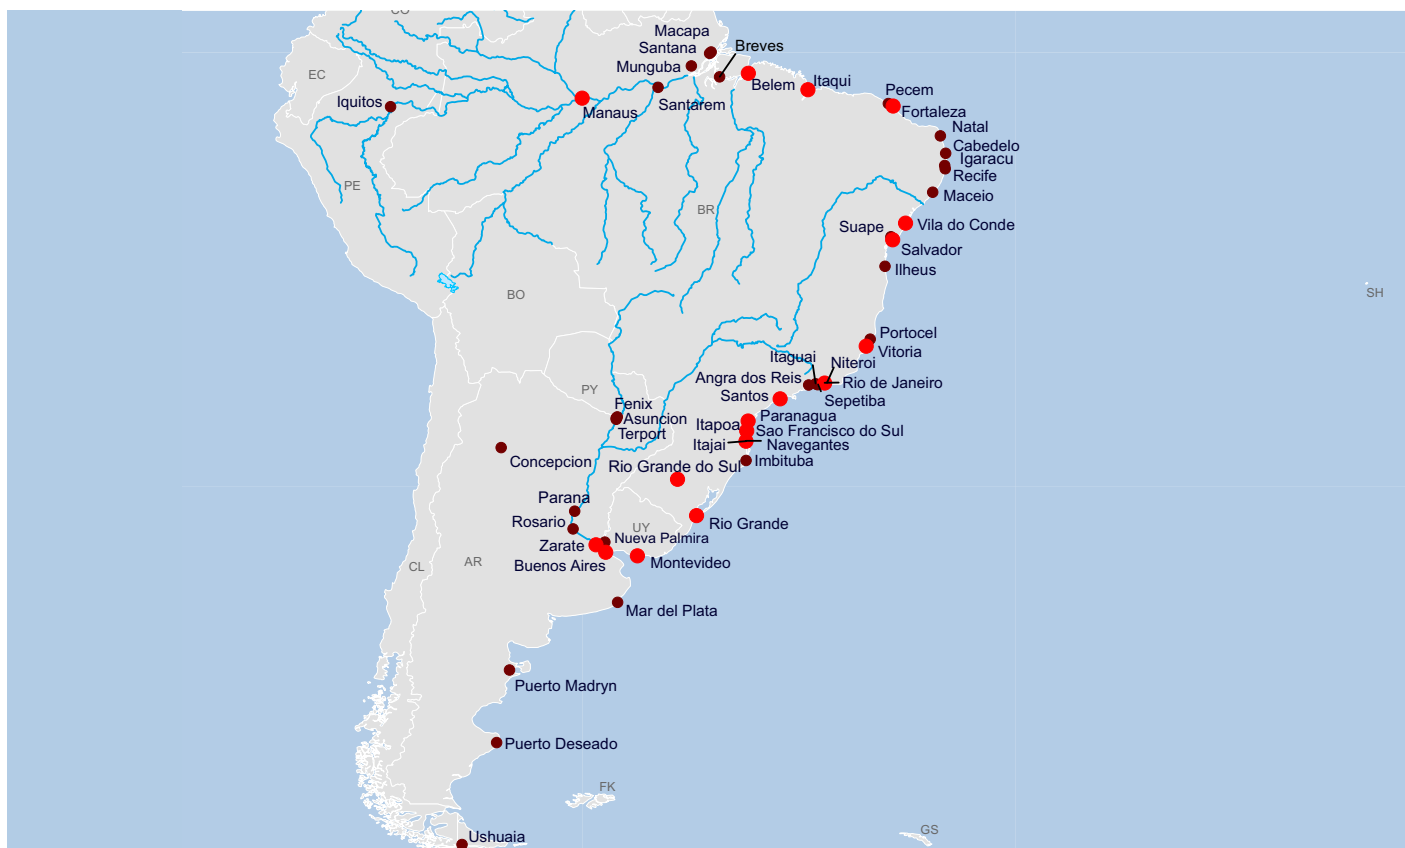 CO
Macapa
Santana
Breves
Munguba
EC
Belem
Itaqui
Iquitos
Manaus
Santarem
Pecem
Fortaleza
Natal
Cabedelo
Igaracu
Recife
PE
Maceio
BR
Suape
Vila do Conde
Salvador
Ilheus
BO
SH
Portocel
Vitoria
Itaguai
Niteroi
Angra dos Reis
Rio de Janeiro
PY
Santos
Sepetiba
Fenix
Asuncion
Terport
Paranagua
Itapoa
Sao Francisco do Sul
Itajai
Navegantes
Concepcion
Imbituba
Rio Grande do Sul
Parana
Rosario
UY
Rio Grande
Nueva Palmira
Zarate
Buenos Aires
Montevideo
CL
AR
Mar del Plata
Puerto Madryn
Puerto Deseado
FK
GS
Ushuaia